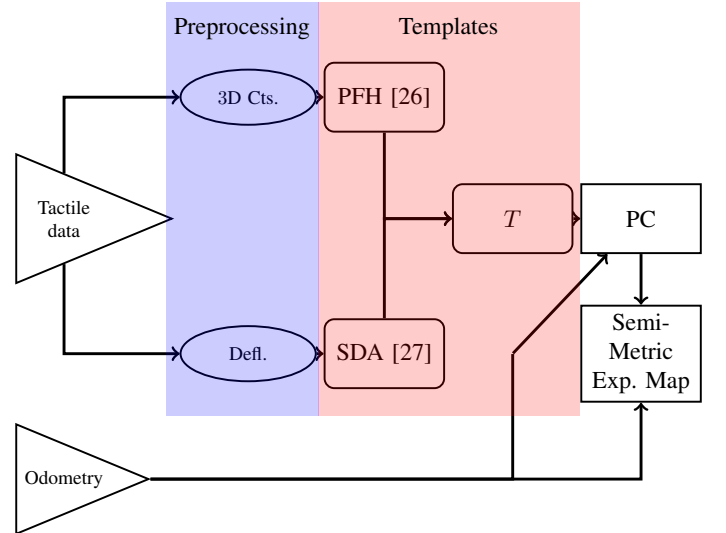 Preprocessing
Templates
3D Cts.
PFH [26]
Tactile
data
T
PC
Defl.
SDA [27]
Semi-
Metric
Exp. Map
Odometry